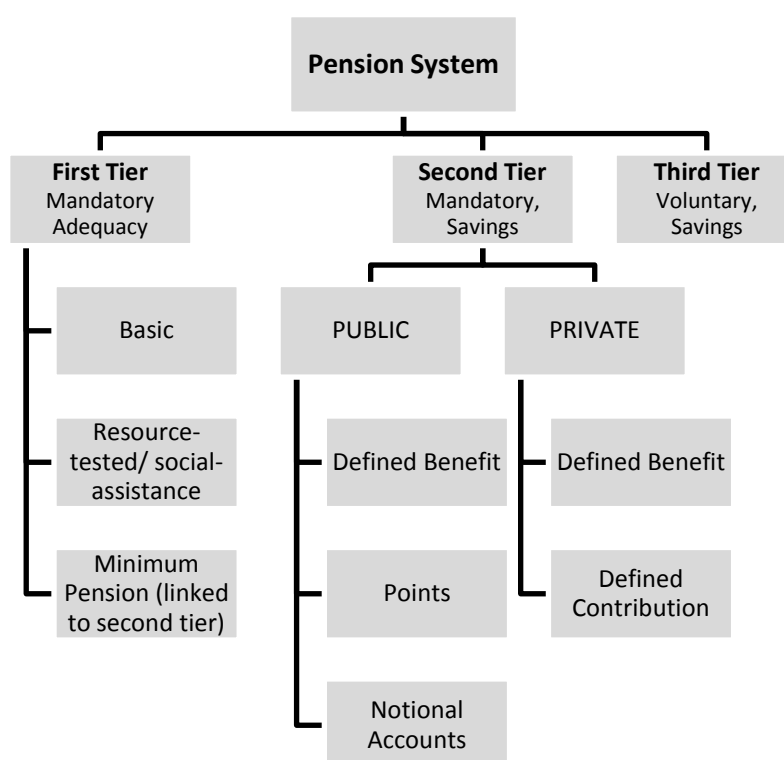 Pension System
First Tier
Mandatory
Adequacy
Second Tier
Mandatory,
Savings
Third Tier
Voluntary,
Savings
Basic
PUBLIC
PRIVATE
Resource-
tested/ social-
assistance
Defined Benefit
Defined Benefit
Minimum
Pension (linked
to second tier)
Points
Defined
Contribution
Notional
Accounts